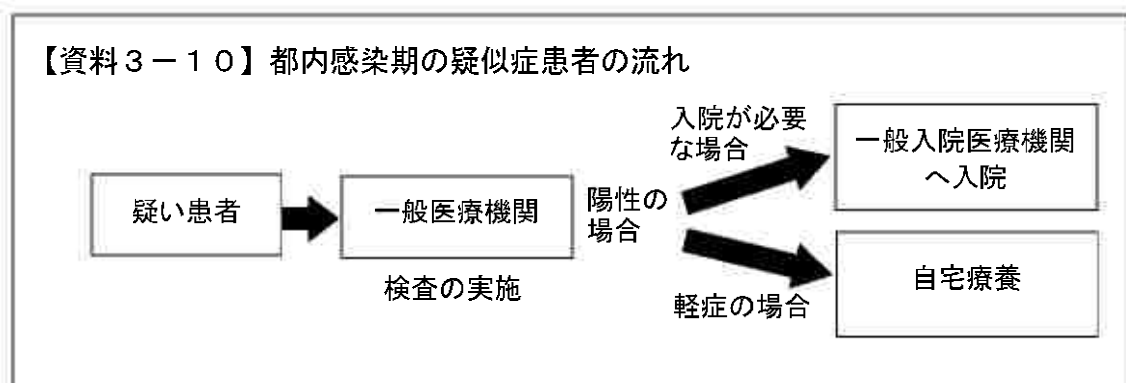 【資料３－１０】都内感染期の疑似症患者の流れ
疑い患者
一般医療機関
検査の実施
陽性の
場合
入院が必要
な場合
一般入院医療機関
へ入院
軽症の場合
自宅療養